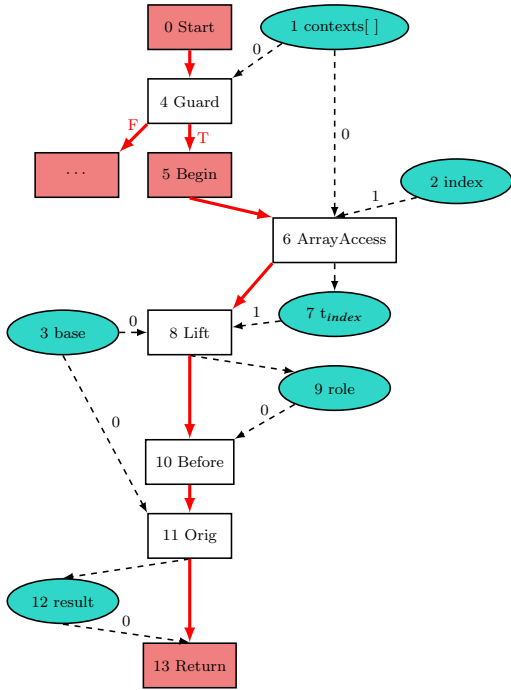 0 Start
1 contexts[ ]
0
4 Guard
F
T
0
...
5 Begin
2 index
1
6 ArrayAccess
7 t_index
3 base
0
8 Lift
1
9 role
0
0
10 Before
11 Orig
12 result
0
13 Return